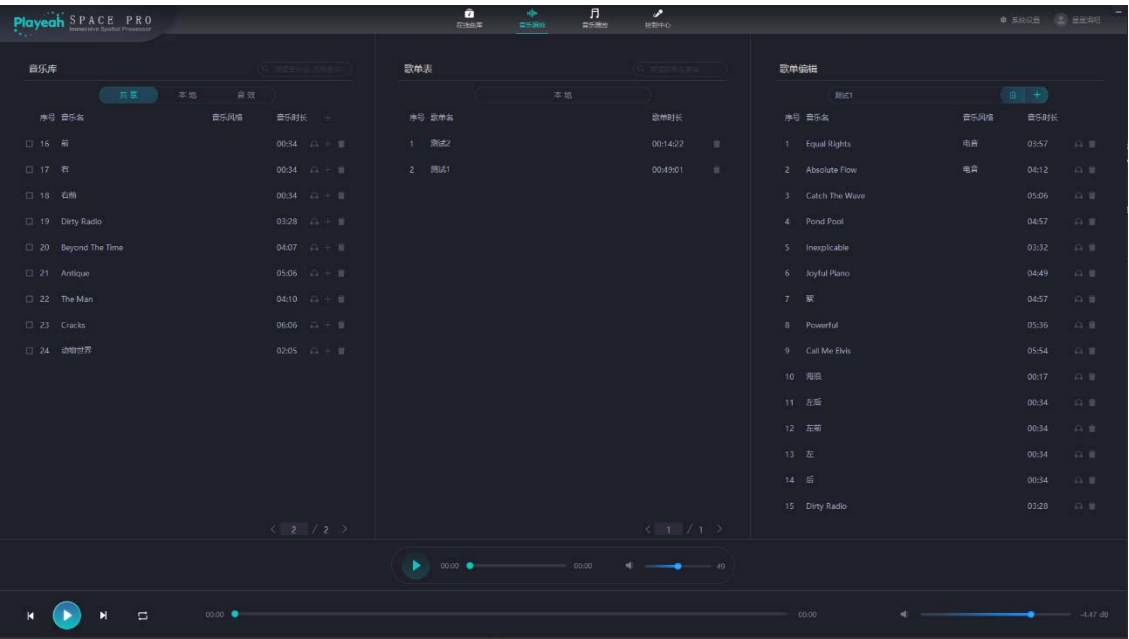 Playeah SPACE PRO
Immersive Spatial Processor
在线曲库 音乐编辑 音乐播放 控制中心
系统设置
音乐库
共享 本地 音效
序号 音乐名 音乐风格 音乐时长
16 前 00:34
17 右 00:34
18 右前 00:34
19 Dirty Radio 03:28
20 Beyond The Time 04:07
21 Antique 05:06
22 The Man 04:10
23 Cracks 06:06
24 动物世界 02:05
2 / 2
歌单表
本地
序号 歌单名 歌单时长
1 测试2 00:14:22
2 测试1 00:49:01
1 / 1
歌单编辑
测试1
序号 音乐名 音乐风格 音乐时长
1 Equal Rights 电音 03:57
2 Absolute Flow 电音 04:12
3 Catch The Wave 05:06
4 Pond Pool 04:57
5 Inexplicable 03:32
6 Joyful Piano 04:49
7 04:57
8 Powerful 05:36
9 Call Me Elvis 05:54
10 海浪 00:17
11 左后 00:34
12 左前 00:34
13 左 00:34
14 后 00:34
15 Dirty Radio 03:28
00:00 00:00 49
00:00 00:00 -4.47 dB